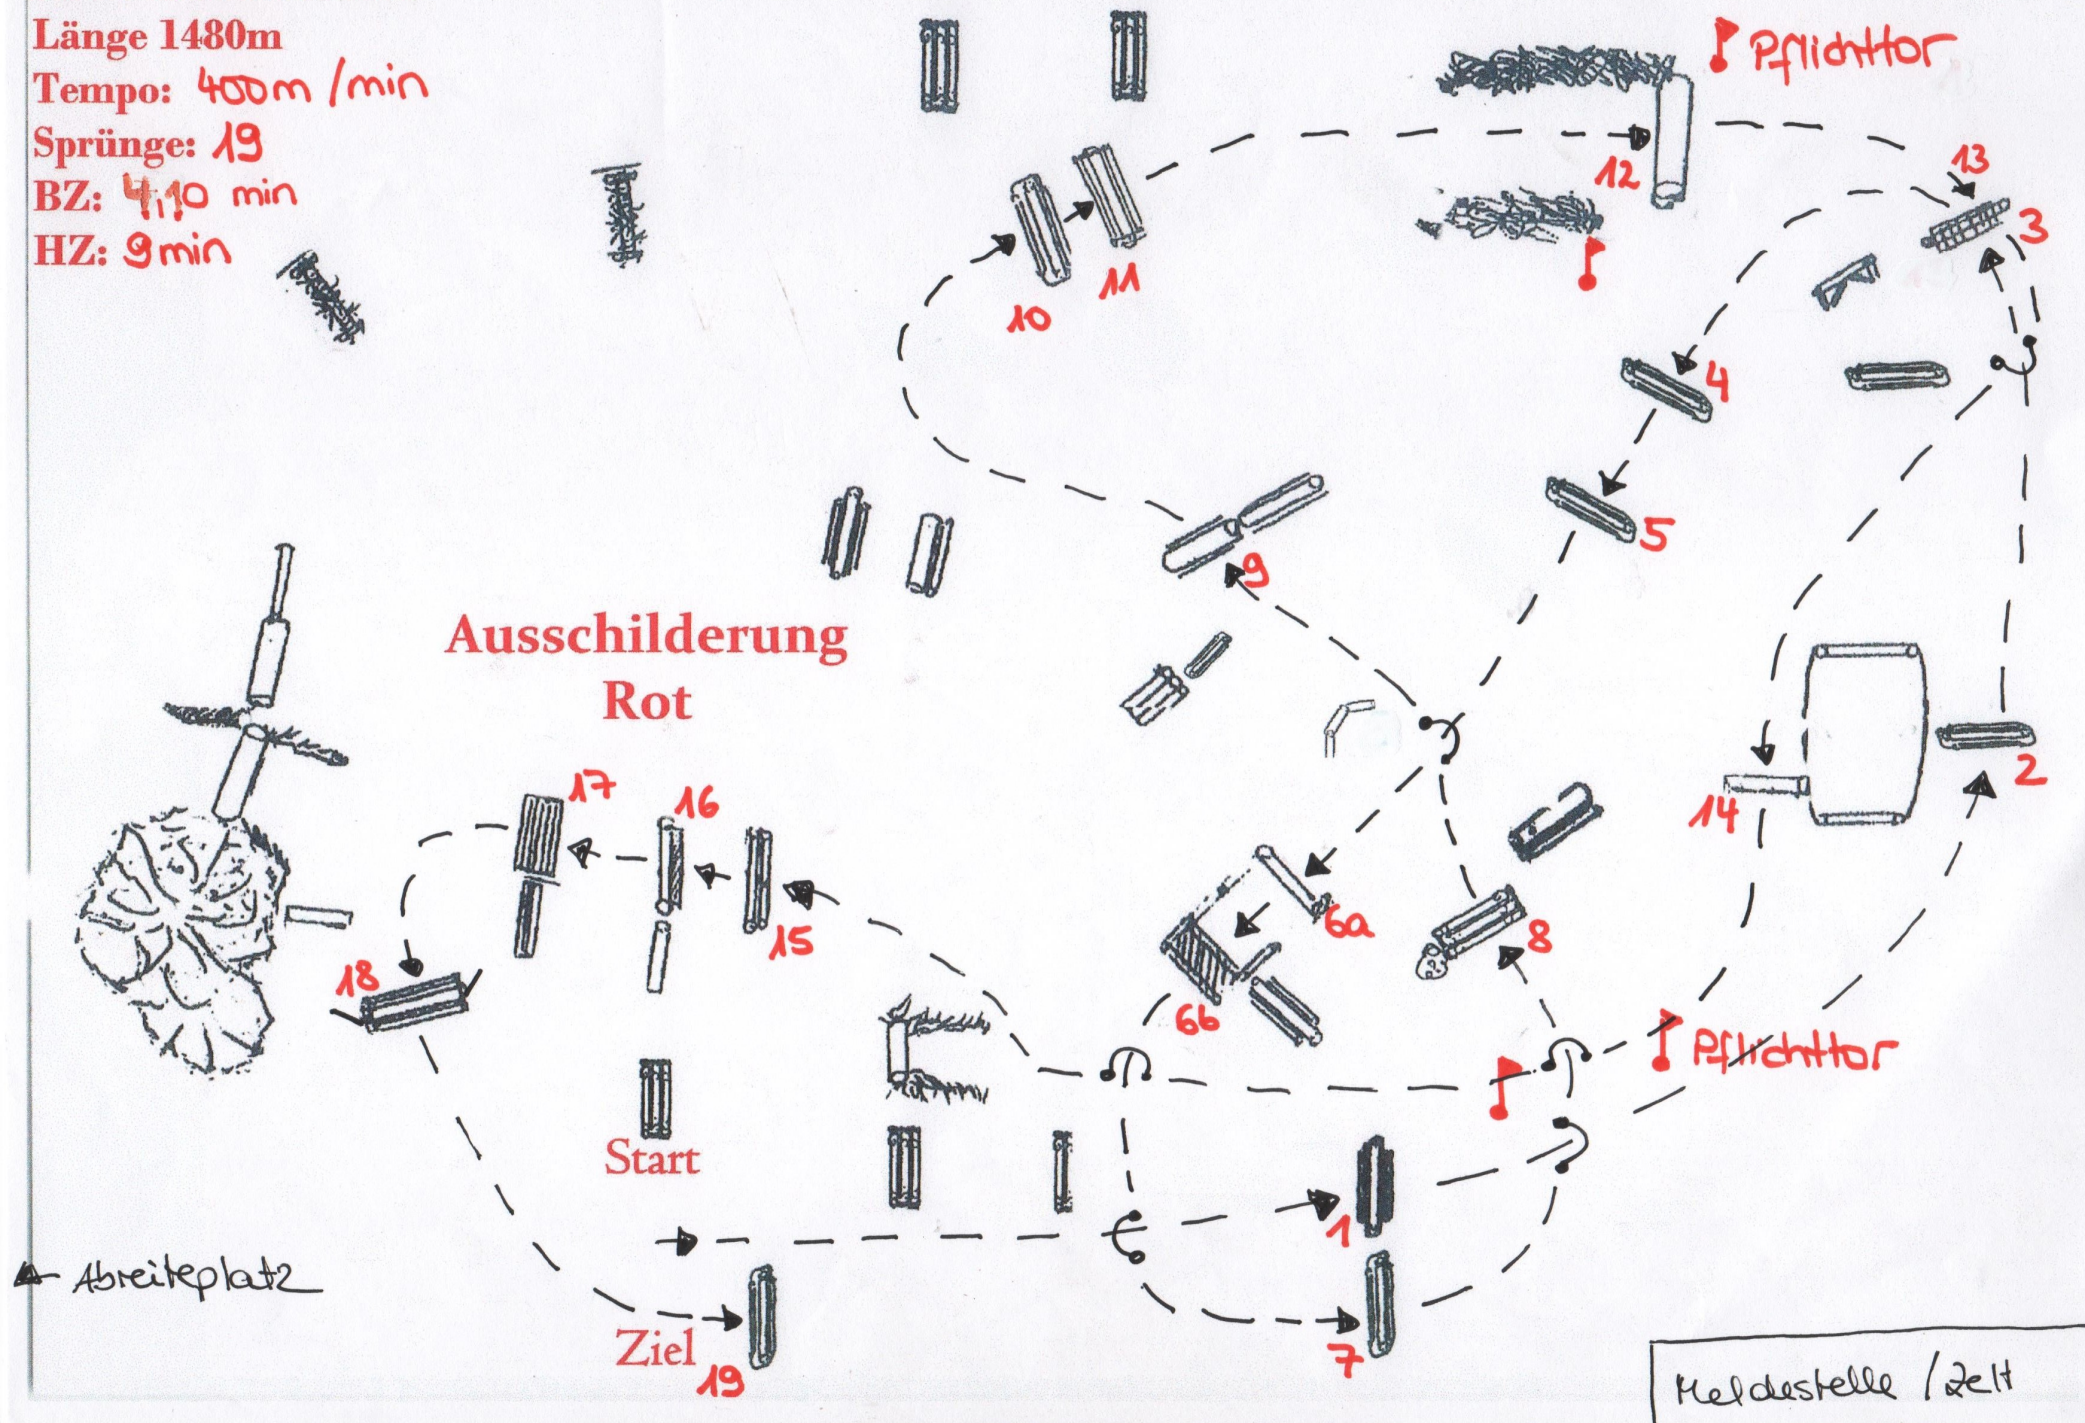 Länge 1480m
Tempo: 400m/min
Sprünge: 19
BZ: 4,10 min
HZ: 9min
Pflichttor
12
13
3
11
10
4
5
9
Ausschilderung
Rot
2
14
17
16
15
6a
8
18
6b
Pflichttor
Start
1
Abreiteplatz
Ziel
19
7
Meldestelle / Zelt